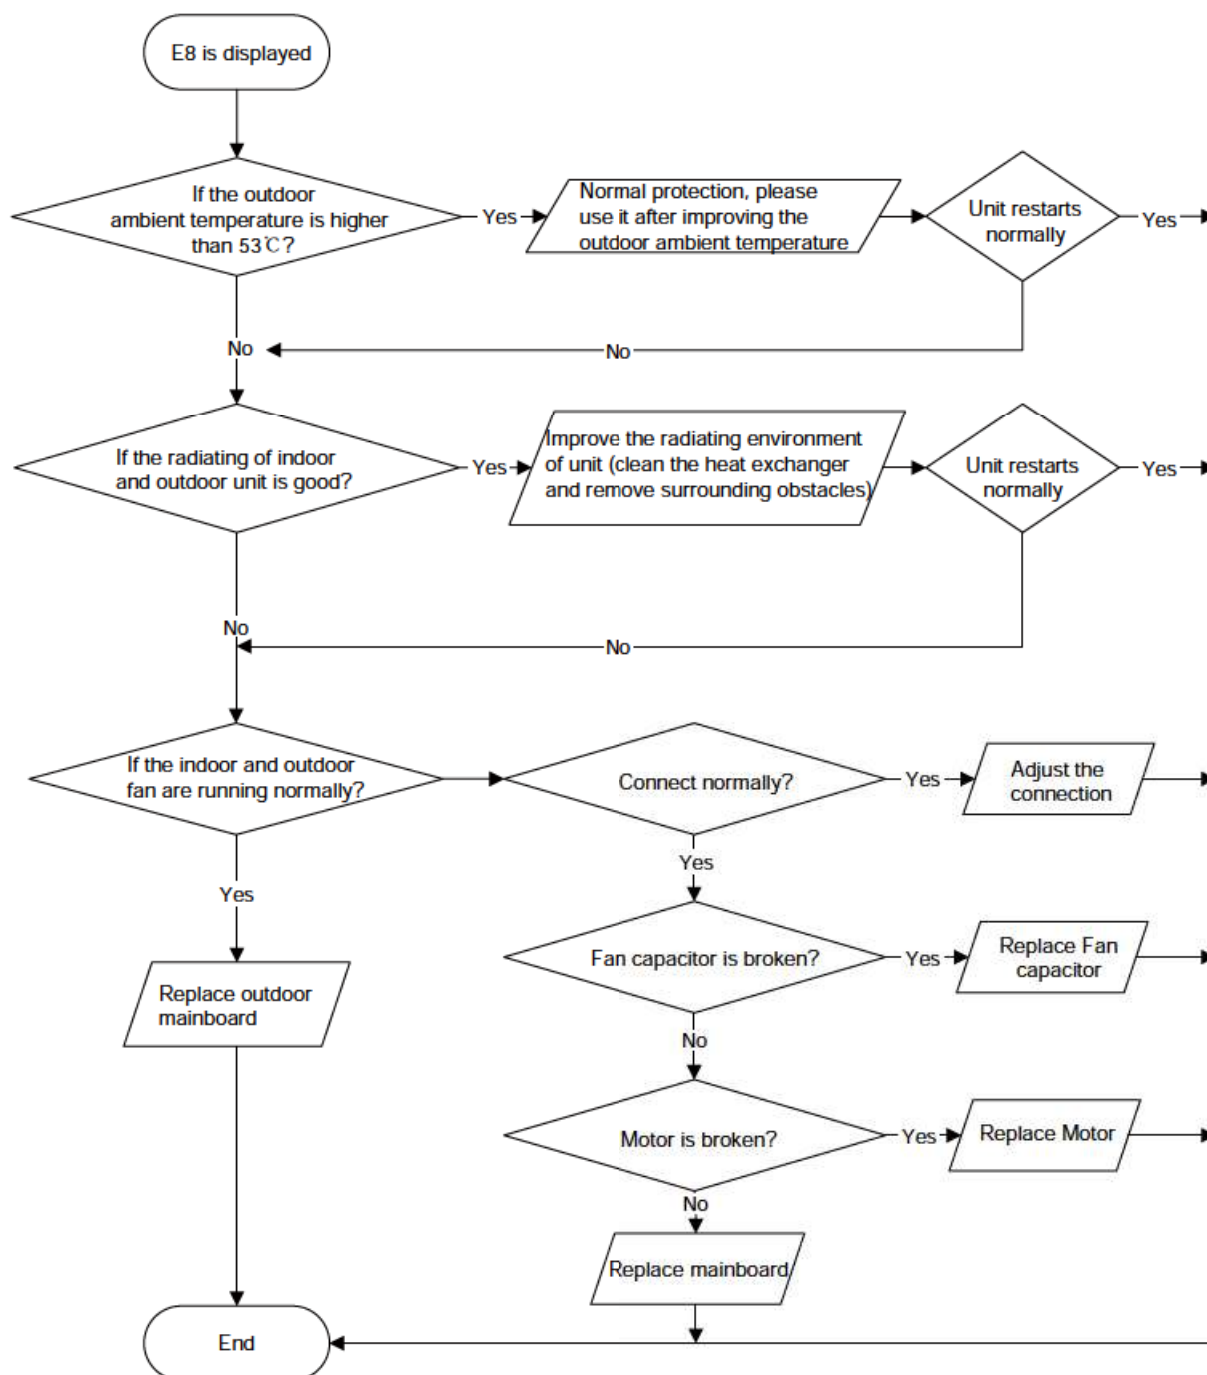 E8 is displayed
If the outdoor
ambient temperature is higher
than 53℃?
Yes
Normal protection, please
use it after improving the
outdoor ambient temperature
Unit restarts
normally
Yes
No
No
If the radiating of indoor
and outdoor unit is good?
Yes
Improve the radiating environment
of unit (clean the heat exchanger
and remove surrounding obstacles)
Unit restarts
normally
Yes
No
No
If the indoor and outdoor
fan are running normally?
Connect normally?
Yes
Adjust the
connection
Yes
Yes
Fan capacitor is broken?
Yes
Replace Fan
capacitor
Replace outdoor
mainboard
No
Motor is broken?
Yes
Replace Motor
No
Replace mainboard
End